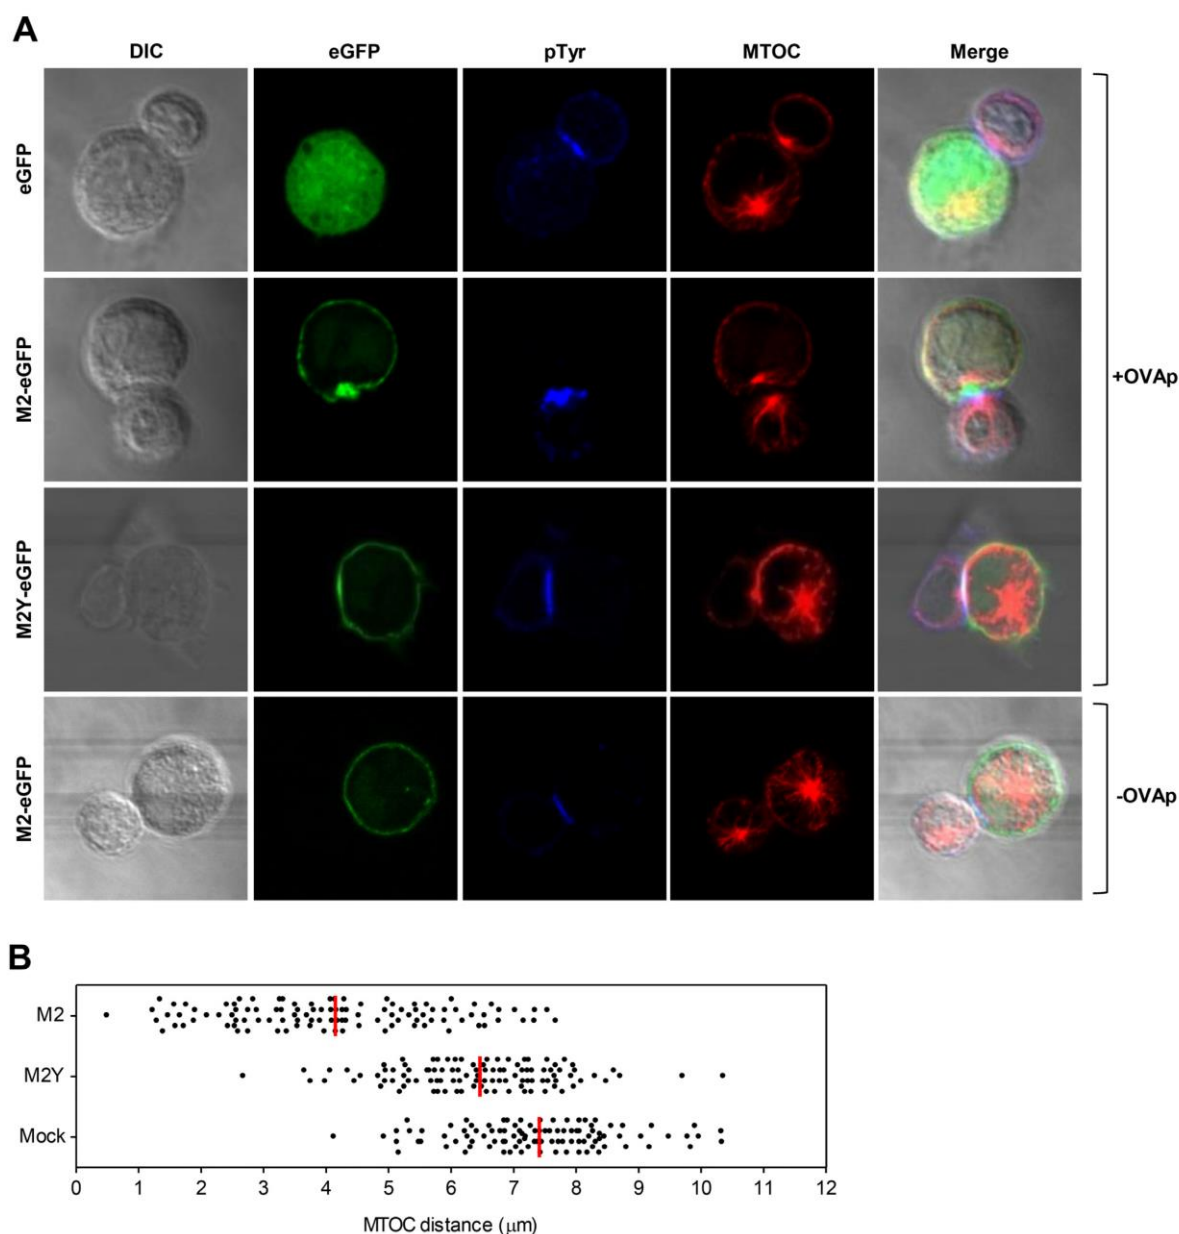 A
DIC eGFP pTyr MTOC Merge
eGFP
M2-eGFP
+OVAp
M2Y-eGFP
M2-eGFP
-OVAp
B
M2
M2Y
Mock
0 1 2 3 4 5 6 7 8 9 10 11 12
MTOC distance (μm)